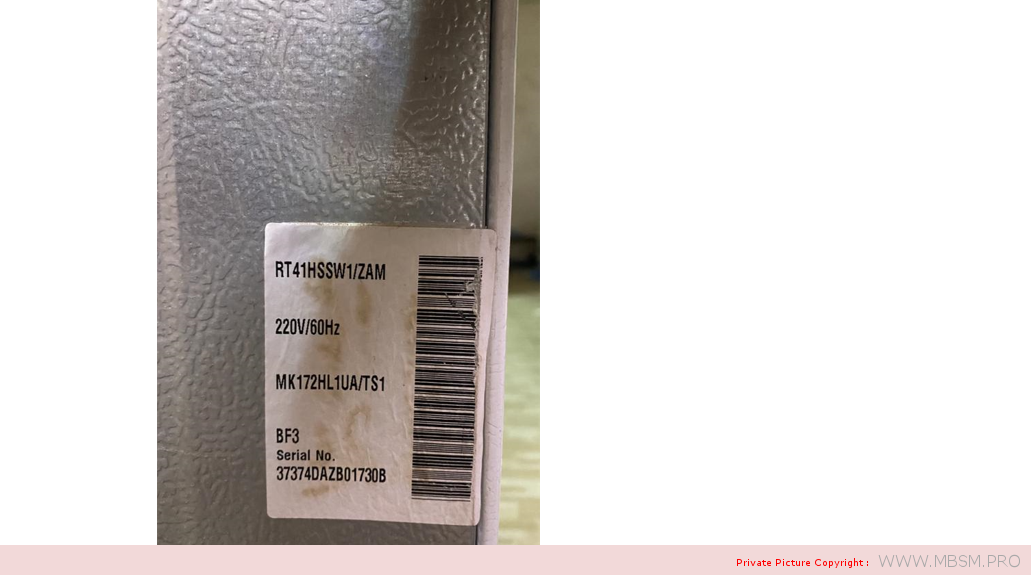 RT41HSSW1/ZAM
220V/60Hz
MK172HL1UA/TS1
BF3
Serial No.
37374DAZB01730B
Private Picture Copyright : WWW.MBSM.PRO